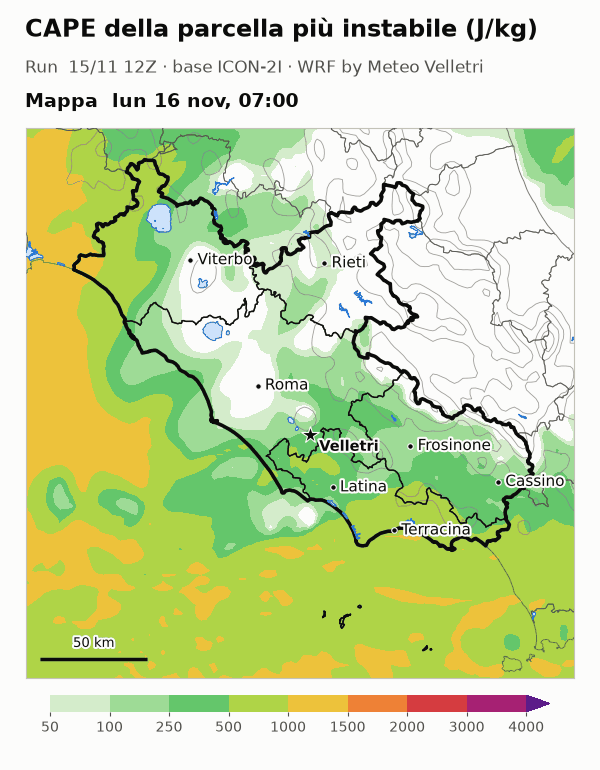 CAPE della parcella più instabile (J/kg)
Run  15/11 12Z · base ICON-2I · WRF by Meteo Velletri
Mappa  lun 16 nov, 07:00
Viterbo
Rieti
Roma
Velletri
Frosinone
Cassino
Latina
Terracina
50 km
50 100 250 500 1000 1500 2000 3000 4000